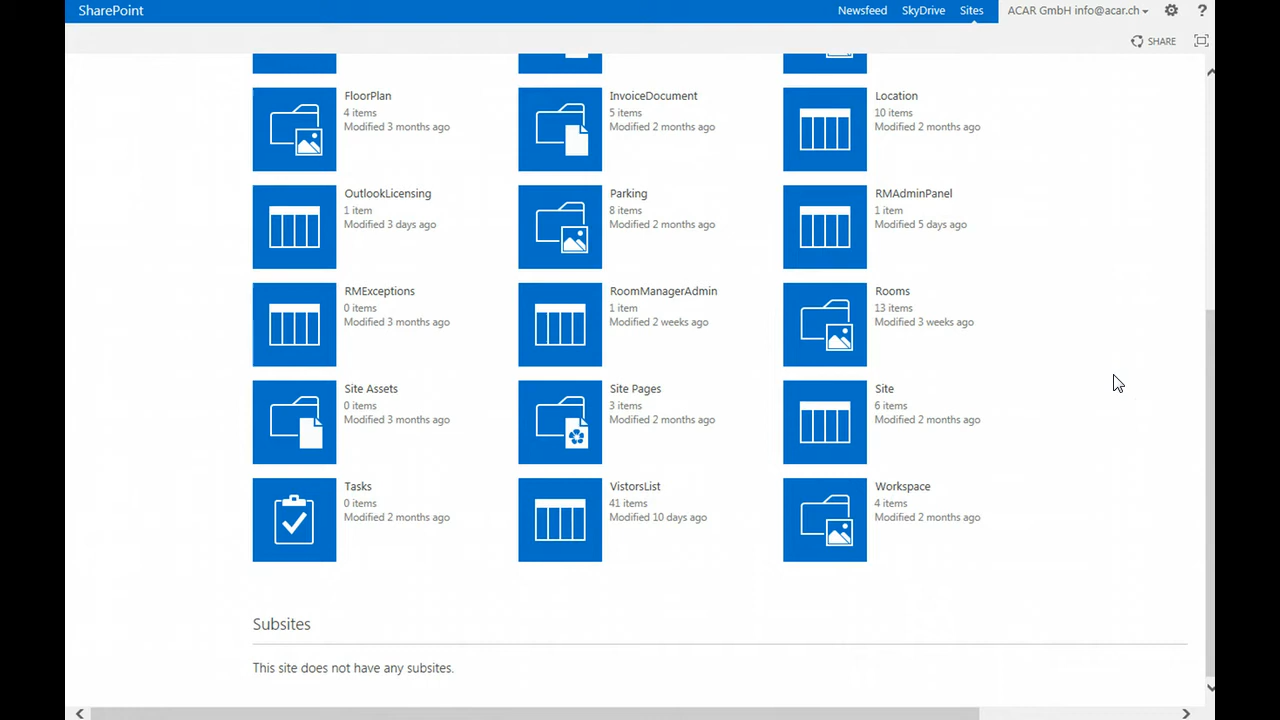 SharePoint
Newsfeed SkyDrive Sites ACAR GmbH info@acar.ch ?
SHARE
FloorPlan
4 items
Modified 3 months ago
InvoiceDocument
5 items
Modified 2 months ago
Location
10 items
Modified 2 months ago
OutlookLicensing
1 item
Modified 3 days ago
Parking
8 items
Modified 2 months ago
RMAdminPanel
1 item
Modified 5 days ago
RMExceptions
0 items
Modified 3 months ago
RoomManagerAdmin
1 item
Modified 2 weeks ago
Rooms
13 items
Modified 3 weeks ago
Site Assets
0 items
Modified 3 months ago
Site Pages
3 items
Modified 2 months ago
Site
6 items
Modified 2 months ago
Tasks
0 items
Modified 2 months ago
VistorsList
41 items
Modified 10 days ago
Workspace
4 items
Modified 2 months ago
Subsites
This site does not have any subsites.